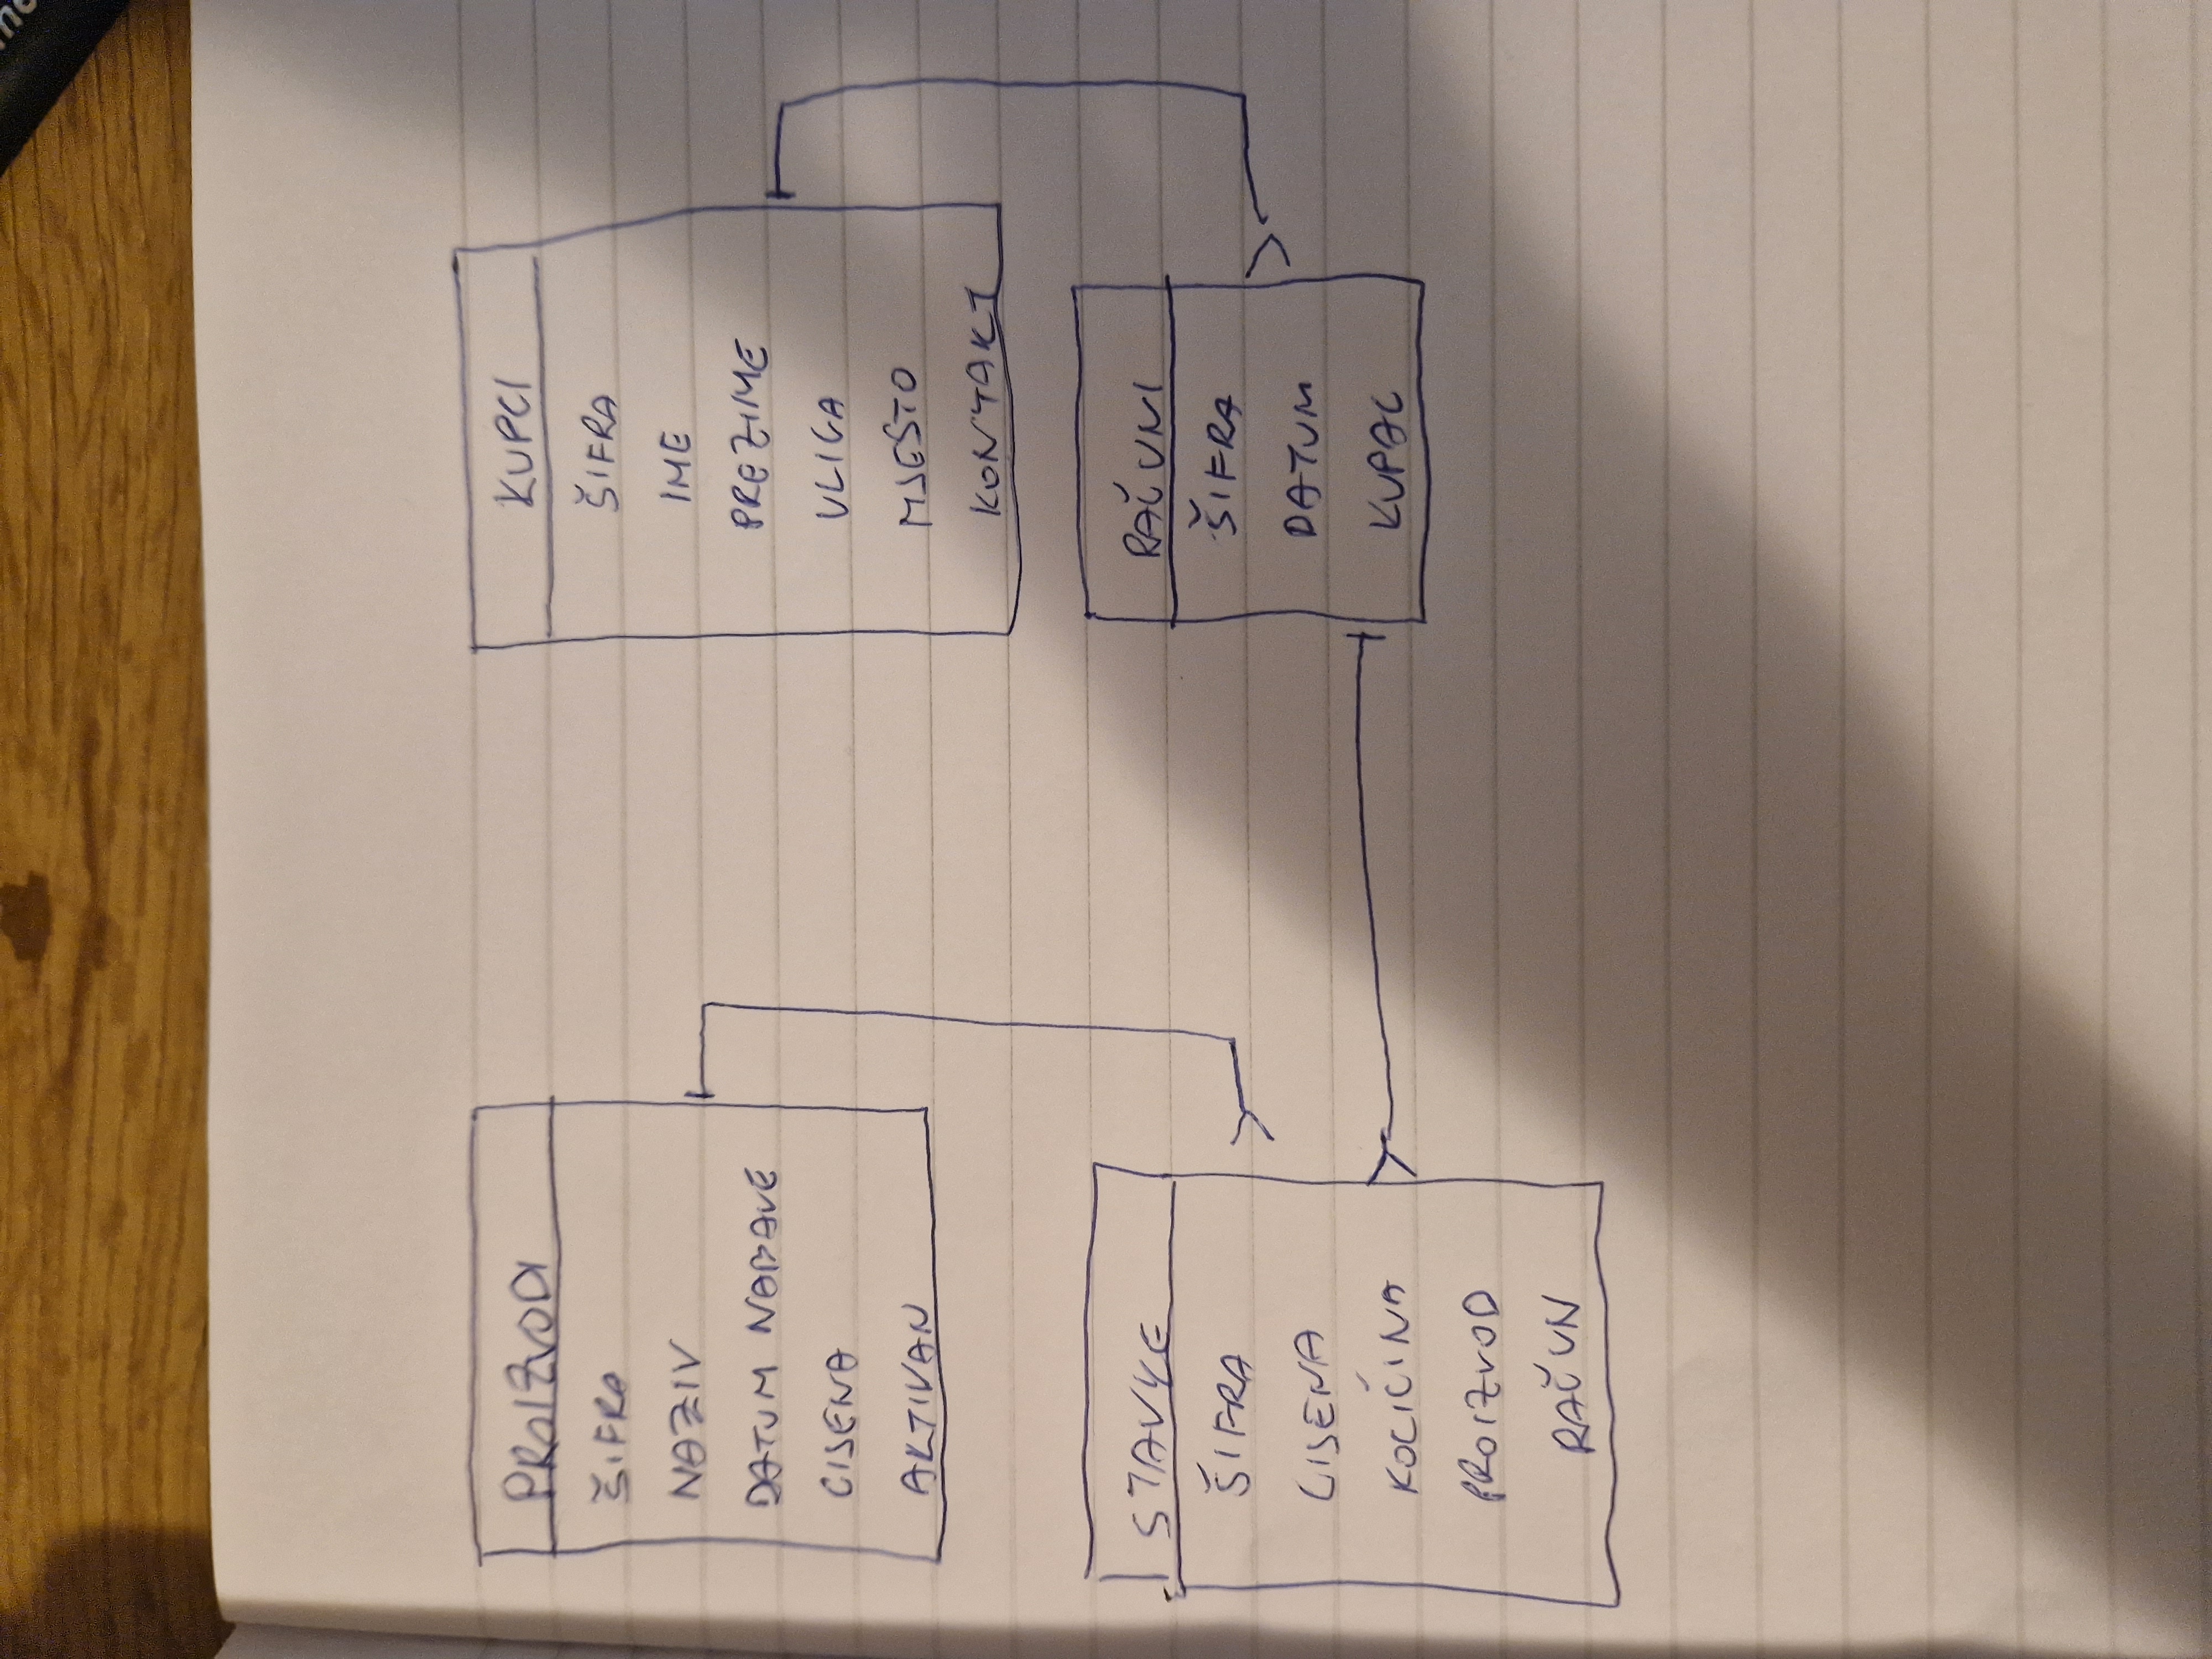 PROIZVODI
ŠIFRA
NAZIV
DATUM NABAVE
CIJENA
AKTIVAN
KUPCI
ŠIFRA
IME
PREZIME
ULICA
MJESTO
KONTAKT
STAVKE
ŠIFRA
CIJENA
KOLIČINA
PROIZVOD
RAČUN
RAČUNI
ŠIFRA
DATUM
KUPAC